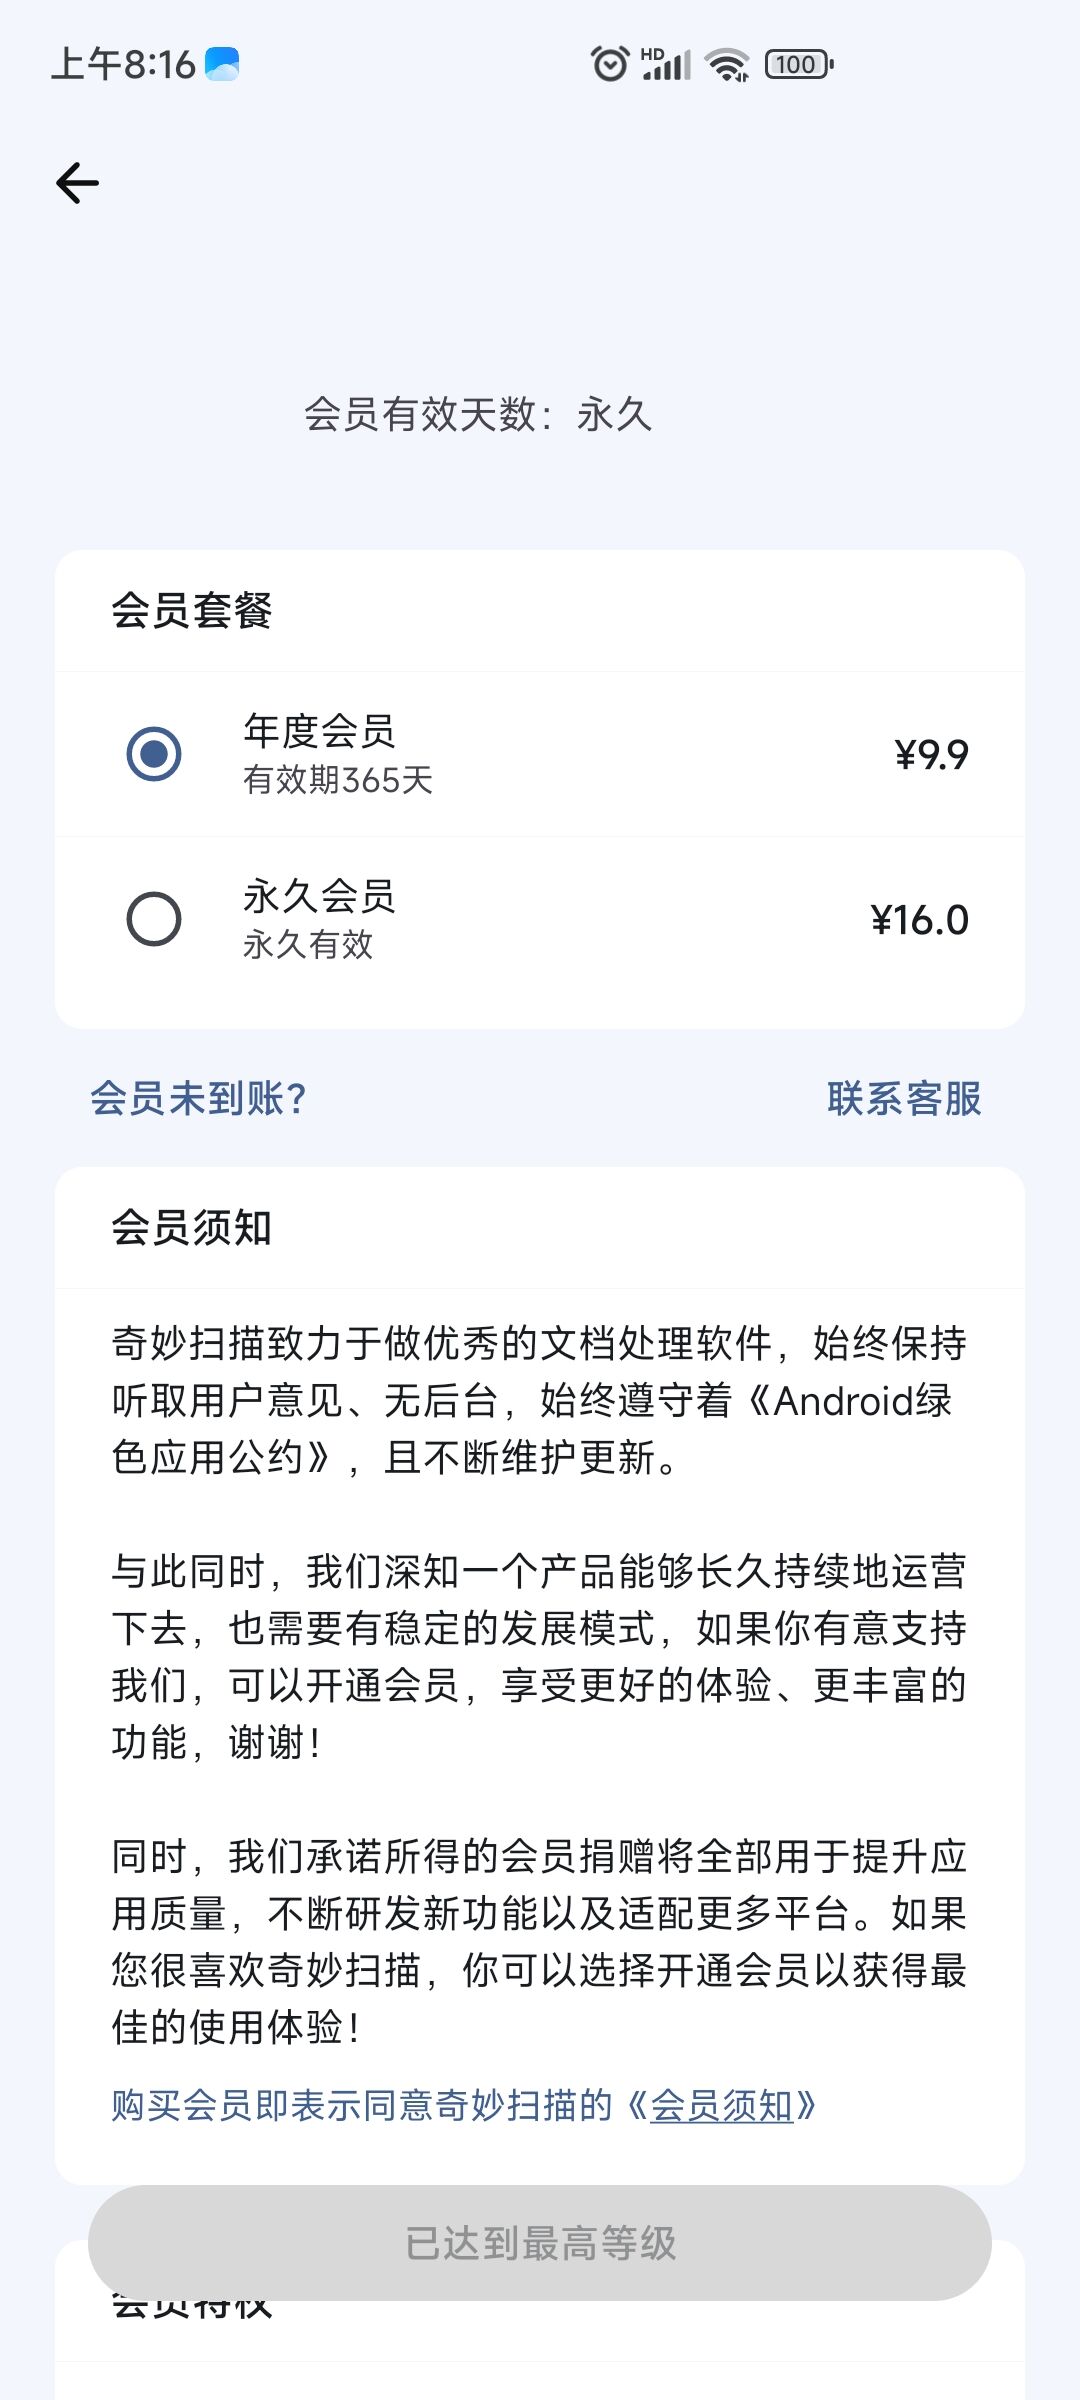 上午8:16
HD
100
会员有效天数：永久
会员套餐
年度会员
有效期365天
¥9.9
永久会员
永久有效
¥16.0
会员未到账？
联系客服
会员须知
奇妙扫描致力于做优秀的文档处理软件，始终保持
听取用户意见、无后台，始终遵守着《Android绿
色应用公约》，且不断维护更新。
与此同时，我们深知一个产品能够长久持续地运营
下去，也需要有稳定的发展模式，如果你有意支持
我们，可以开通会员，享受更好的体验、更丰富的
功能，谢谢！
同时，我们承诺所得的会员捐赠将全部用于提升应
用质量，不断研发新功能以及适配更多平台。如果
您很喜欢奇妙扫描，你可以选择开通会员以获得最
佳的使用体验！
购买会员即表示同意奇妙扫描的《会员须知》
已达到最高等级
会员特权